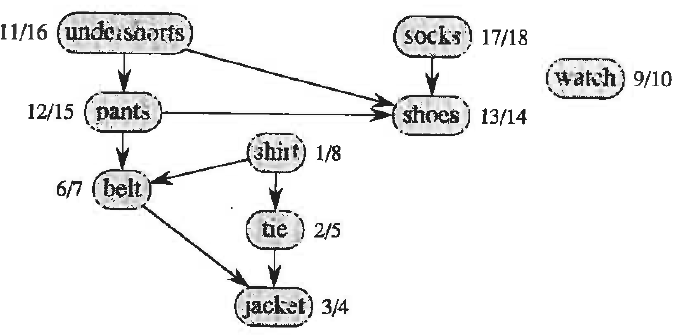 11/16 undershorts
socks 17/18
watch 9/10
12/15 pants
shoes 13/14
shirt 1/8
6/7 belt
tie 2/5
jacket 3/4